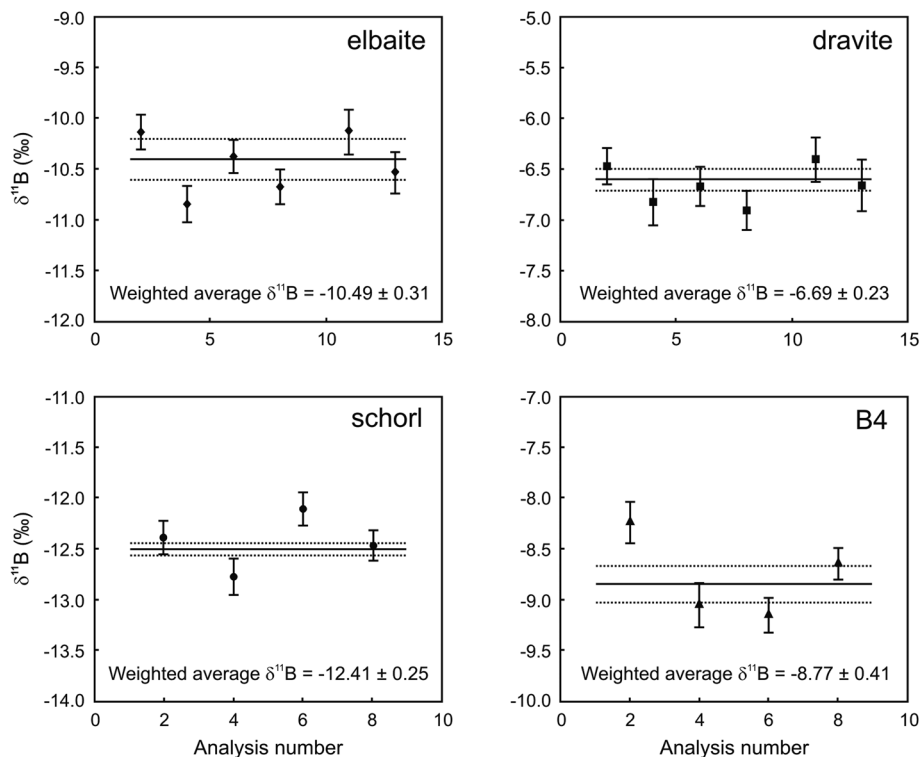 elbaite
-9.0
-9.5
-10.0
-10.5
-11.0
-11.5
-12.0
δ¹¹B (‰)
Weighted average δ¹¹B = -10.49 ± 0.31
0 5 10 15
dravite
-5.0
-5.5
-6.0
-6.5
-7.0
-7.5
-8.0
Weighted average δ¹¹B = -6.69 ± 0.23
0 5 10 15
schorl
-11.0
-11.5
-12.0
-12.5
-13.0
-13.5
-14.0
δ¹¹B (‰)
Weighted average δ¹¹B = -12.41 ± 0.25
0 2 4 6 8 10
Analysis number
B4
-7.0
-7.5
-8.0
-8.5
-9.0
-9.5
-10.0
Weighted average δ¹¹B = -8.77 ± 0.41
0 2 4 6 8 10
Analysis number